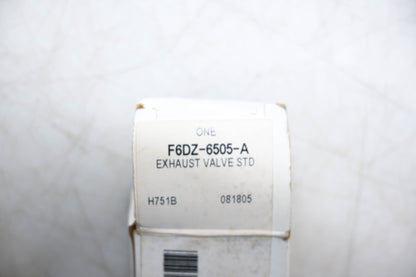 ONE
F6DZ-6505-A
EXHAUST VALVE STD
H751B 081805